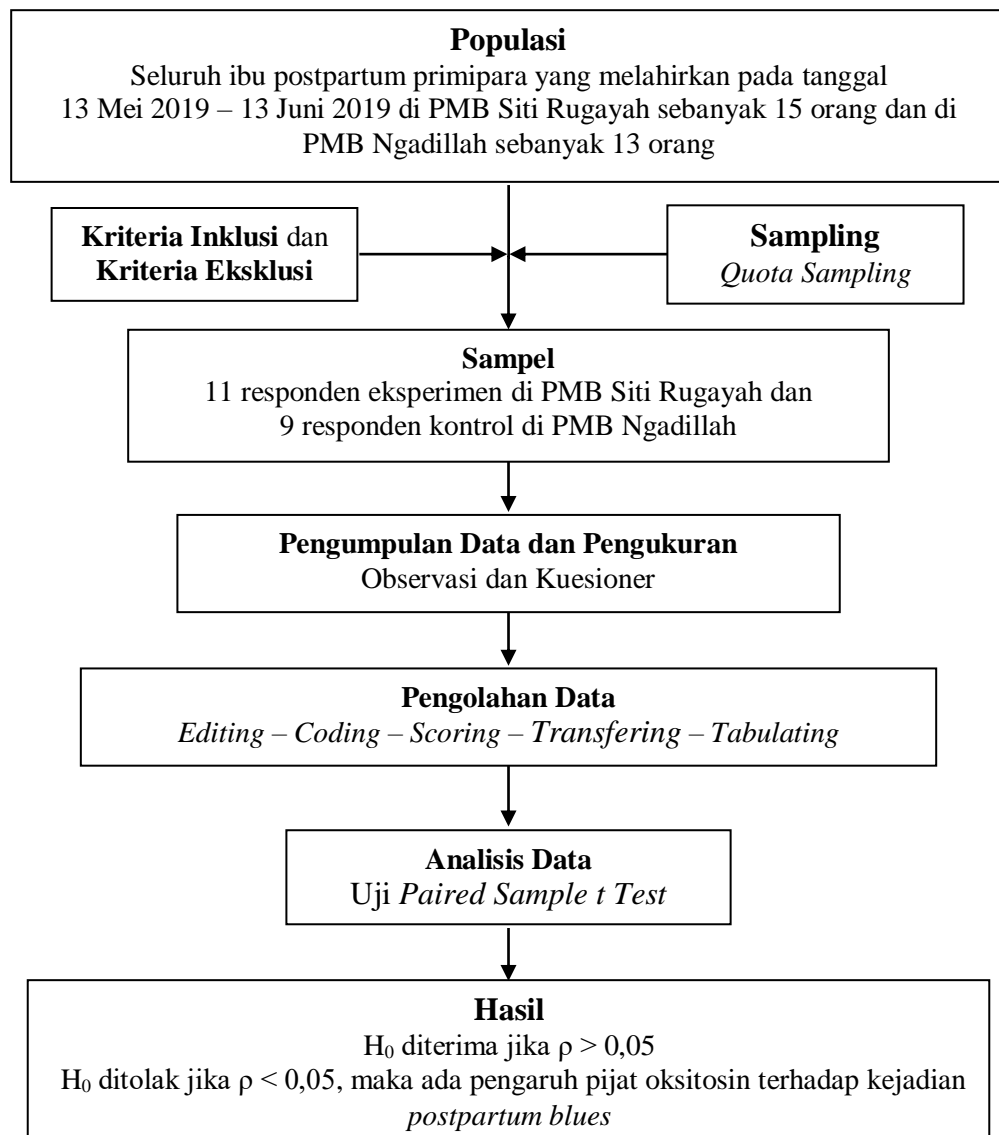 Populasi
Seluruh ibu postpartum primipara yang melahirkan pada tanggal
13 Mei 2019 – 13 Juni 2019 di PMB Siti Rugayah sebanyak 15 orang dan di
PMB Ngadillah sebanyak 13 orang
Kriteria Inklusi dan
Kriteria Eksklusi
Sampling
Quota Sampling
Sampel
11 responden eksperimen di PMB Siti Rugayah dan
9 responden kontrol di PMB Ngadillah
Pengumpulan Data dan Pengukuran
Observasi dan Kuesioner
Pengolahan Data
Editing – Coding – Scoring – Transfering – Tabulating
Analisis Data
Uji Paired Sample t Test
Hasil
H₀ diterima jika ρ > 0,05
H₀ ditolak jika ρ < 0,05, maka ada pengaruh pijat oksitosin terhadap kejadian
postpartum blues